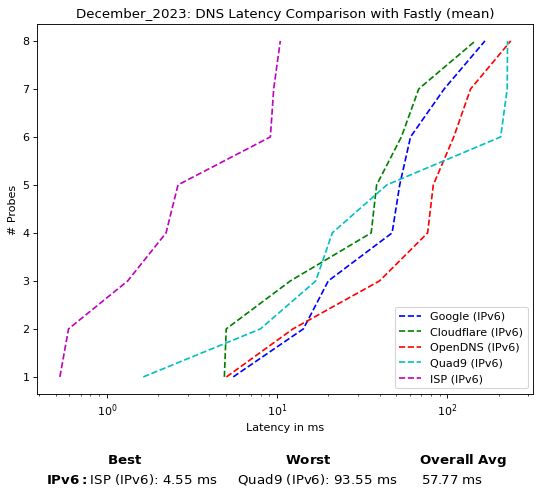 December_2023: DNS Latency Comparison with Fastly (mean)
8
7
6
5
4
3
2
1
# Probes
10^0 10^1 10^2
Latency in ms
Google (IPv6)
Cloudflare (IPv6)
OpenDNS (IPv6)
Quad9 (IPv6)
ISP (IPv6)
Best Worst Overall Avg
IPv6: ISP (IPv6): 4.55 ms Quad9 (IPv6): 93.55 ms 57.77 ms